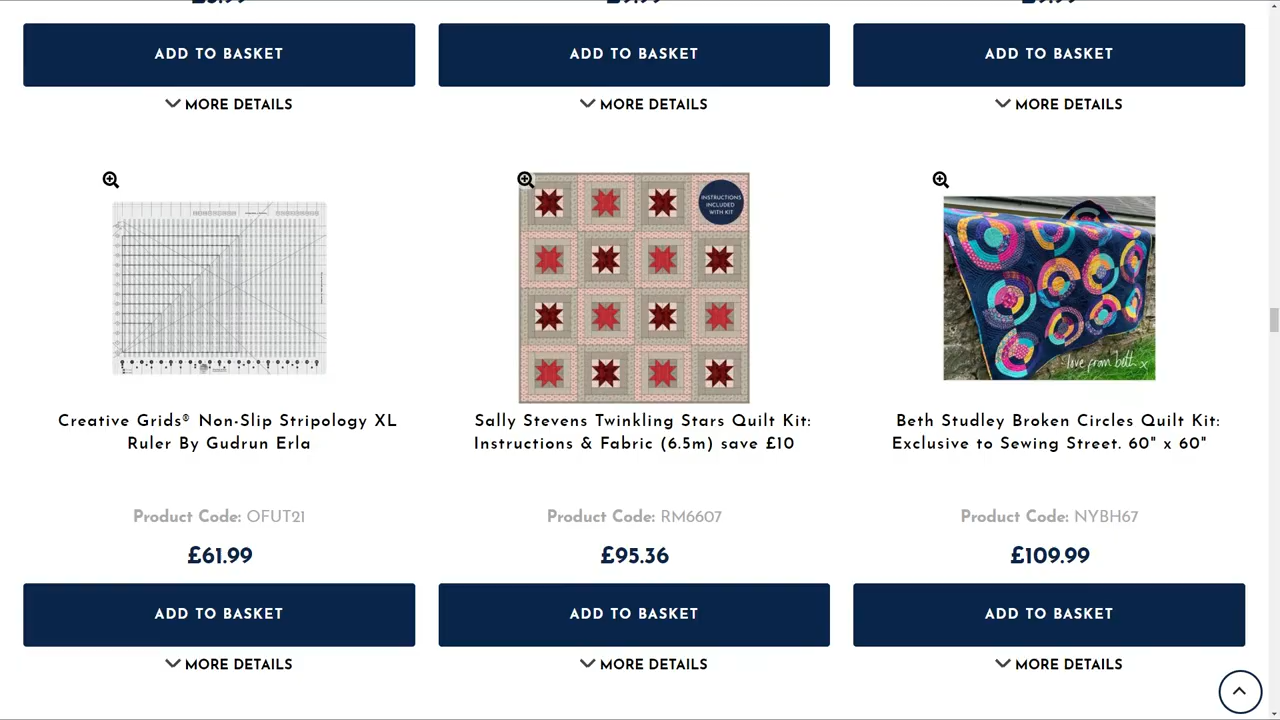 ADD TO BASKET
ADD TO BASKET
ADD TO BASKET
MORE DETAILS
MORE DETAILS
MORE DETAILS
INSTRUCTIONS
INCLUDED
WITH KIT
love from beth x
Creative Grids® Non-Slip Stripology XL
Ruler By Gudrun Erla
Sally Stevens Twinkling Stars Quilt Kit:
Instructions & Fabric (6.5m) save £10
Beth Studley Broken Circles Quilt Kit:
Exclusive to Sewing Street. 60" x 60"
Product Code: OFUT21
Product Code: RM6607
Product Code: NYBH67
£61.99
£95.36
£109.99
ADD TO BASKET
ADD TO BASKET
ADD TO BASKET
MORE DETAILS
MORE DETAILS
MORE DETAILS